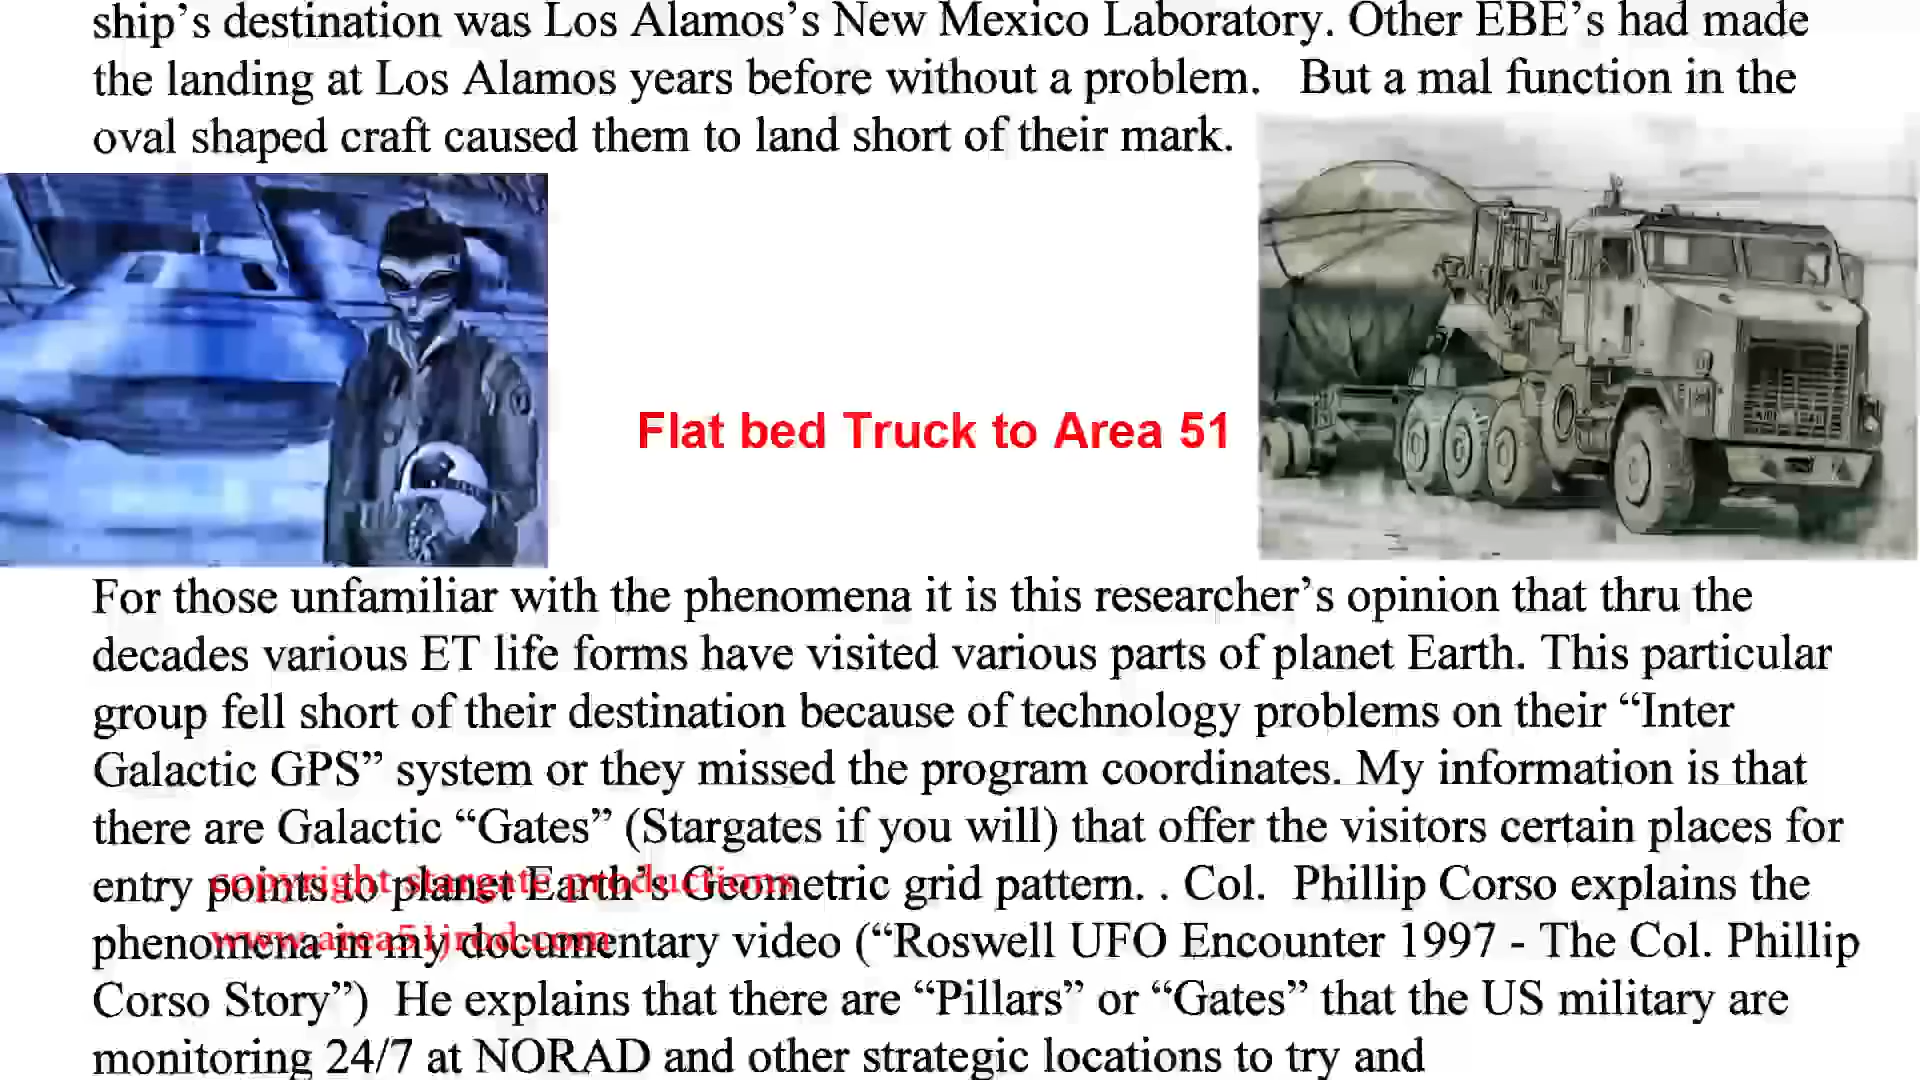 ship’s destination was Los Alamos’s New Mexico Laboratory. Other EBE’s had made
the landing at Los Alamos years before without a problem.   But a mal function in the
oval shaped craft caused them to land short of their mark.
Flat bed Truck to Area 51
For those unfamiliar with the phenomena it is this researcher’s opinion that thru the
decades various ET life forms have visited various parts of planet Earth. This particular
group fell short of their destination because of technology problems on their “Inter
Galactic GPS” system or they missed the program coordinates. My information is that
there are Galactic “Gates” (Stargates if you will) that offer the visitors certain places for
entry points to planet Earth’s Geometric grid pattern. . Col.  Phillip Corso explains the
copyright stargate productions
phenomena in my documentary video (“Roswell UFO Encounter 1997 - The Col. Phillip
www.area51jrod.com
Corso Story”)  He explains that there are “Pillars” or “Gates” that the US military are
monitoring 24/7 at NORAD and other strategic locations to try and